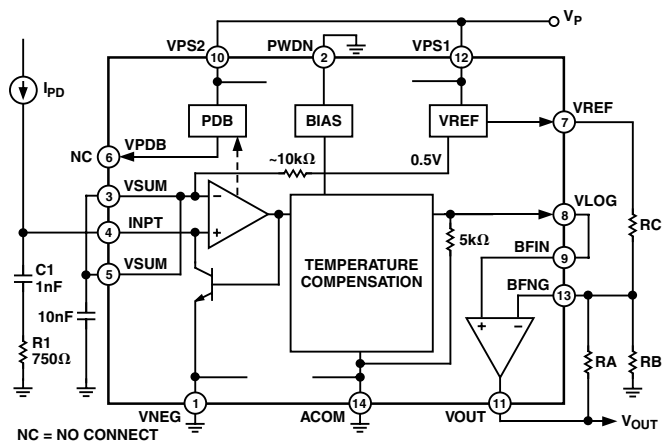 V_P
VPS2
PWDN
VPS1
10
2
12
I_PD
PDB
BIAS
VREF
VREF
7
VPDB
NC
6
~10kΩ
0.5V
VSUM
3
−
VLOG
8
INPT
4
+
5kΩ
RC
BFIN
9
VSUM
5
TEMPERATURE
COMPENSATION
BFNG
13
C1
1nF
10nF
+
−
R1
750Ω
RA
RB
1
14
11
VNEG
ACOM
VOUT
V_OUT
NC = NO CONNECT